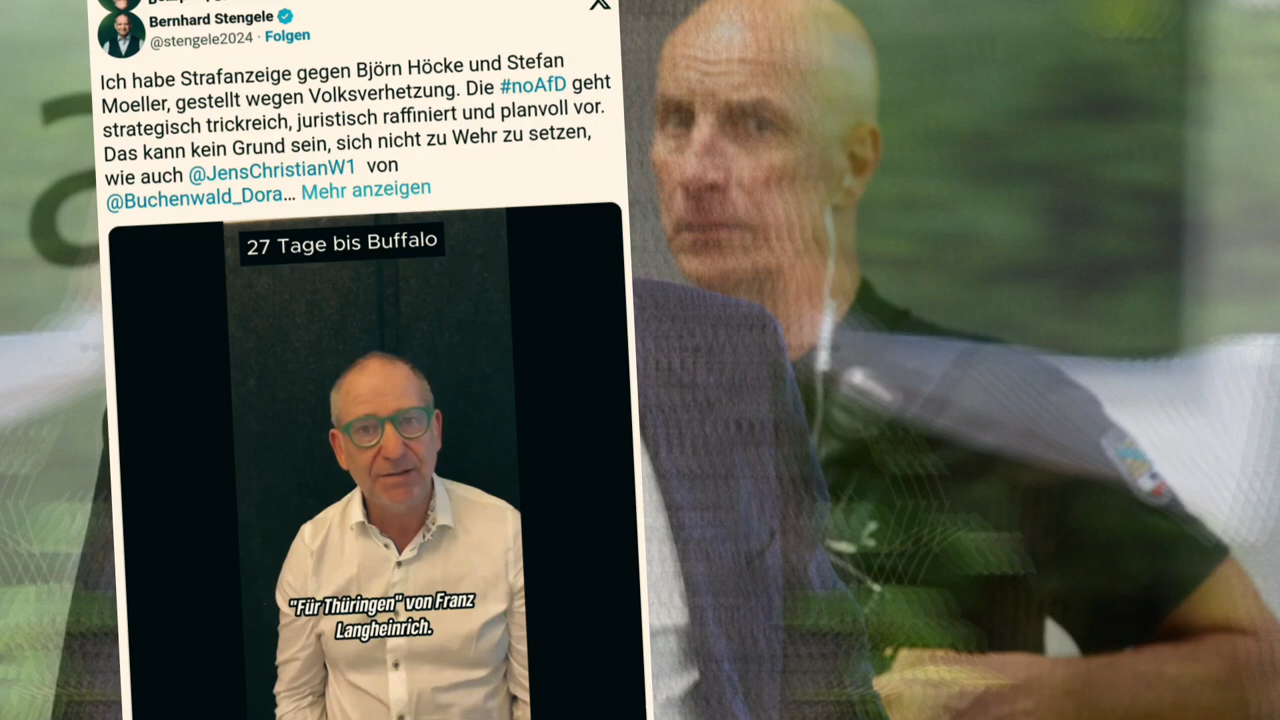 Bernhard Stengele
@stengele2024 · Folgen
Ich habe Strafanzeige gegen Björn Höcke und Stefan
Moeller, gestellt wegen Volksverhetzung. Die #noAfD geht
strategisch trickreich, juristisch raffiniert und planvoll vor.
Das kann kein Grund sein, sich nicht zu Wehr zu setzen,
wie auch @JensChristianW1 von
@Buchenwald_Dora… Mehr anzeigen
27 Tage bis Buffalo
"Für Thüringen" von Franz
Langheinrich.